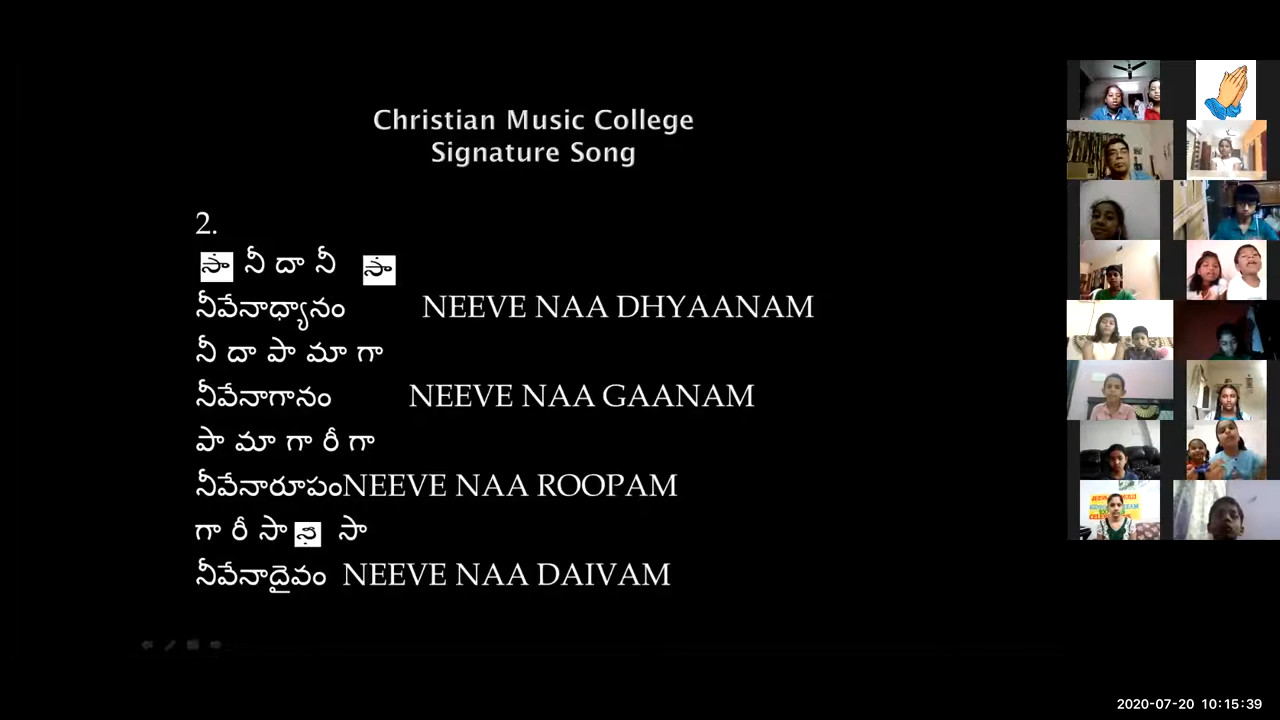 Christian Music College
Signature Song
2.
సా నీ దా నీ సా
నీవేనాధ్యానం NEEVE NAA DHYAANAM
నీ దా పా మా గా
నీవేనాగానం NEEVE NAA GAANAM
పా మా గా రీ గా
నీవేనారూపంNEEVE NAA ROOPAM
గా రీ సా నీ సా
నీవేనాదైవం NEEVE NAA DAIVAM
2020-07-20 10:15:39